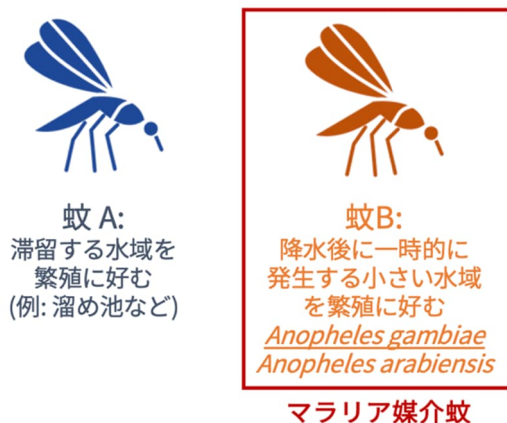 蚊 A:
滞留する水域を
繁殖に好む
(例: 溜め池など)
蚊B:
降水後に一時的に
発生する小さい水域
を繁殖に好む
Anopheles gambiae
Anopheles arabiensis
マラリア媒介蚊